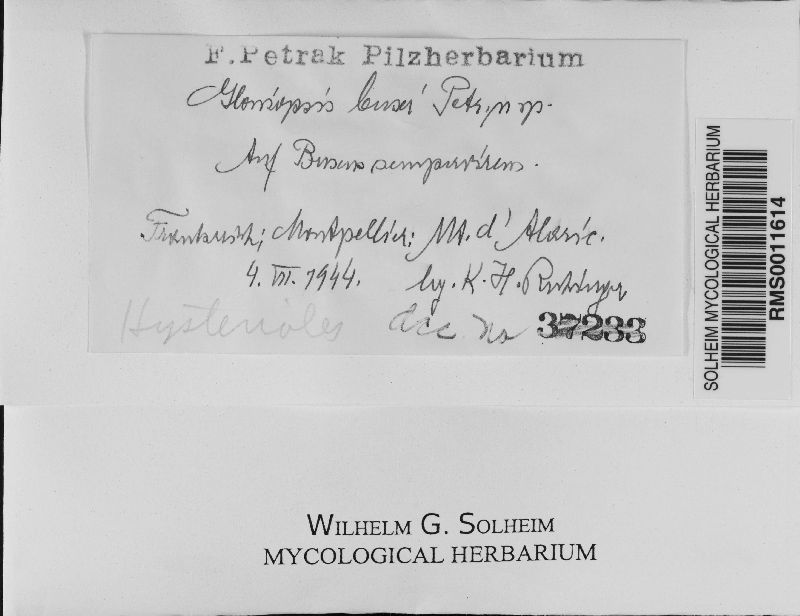 F. Petrak Pilzherbarium
Gloniopsis buxi Petr. n sp.
Auf Buxus sempervirens.
Frankreich; Montpellier; Mt. d' Alaric.
4. VII. 1944. lg. K. H. Rechinger
Hysteriales Acc. No 37233
SOLHEIM MYCOLOGICAL HERBARIUM
RMS0011614
WILHELM G. SOLHEIM
MYCOLOGICAL HERBARIUM